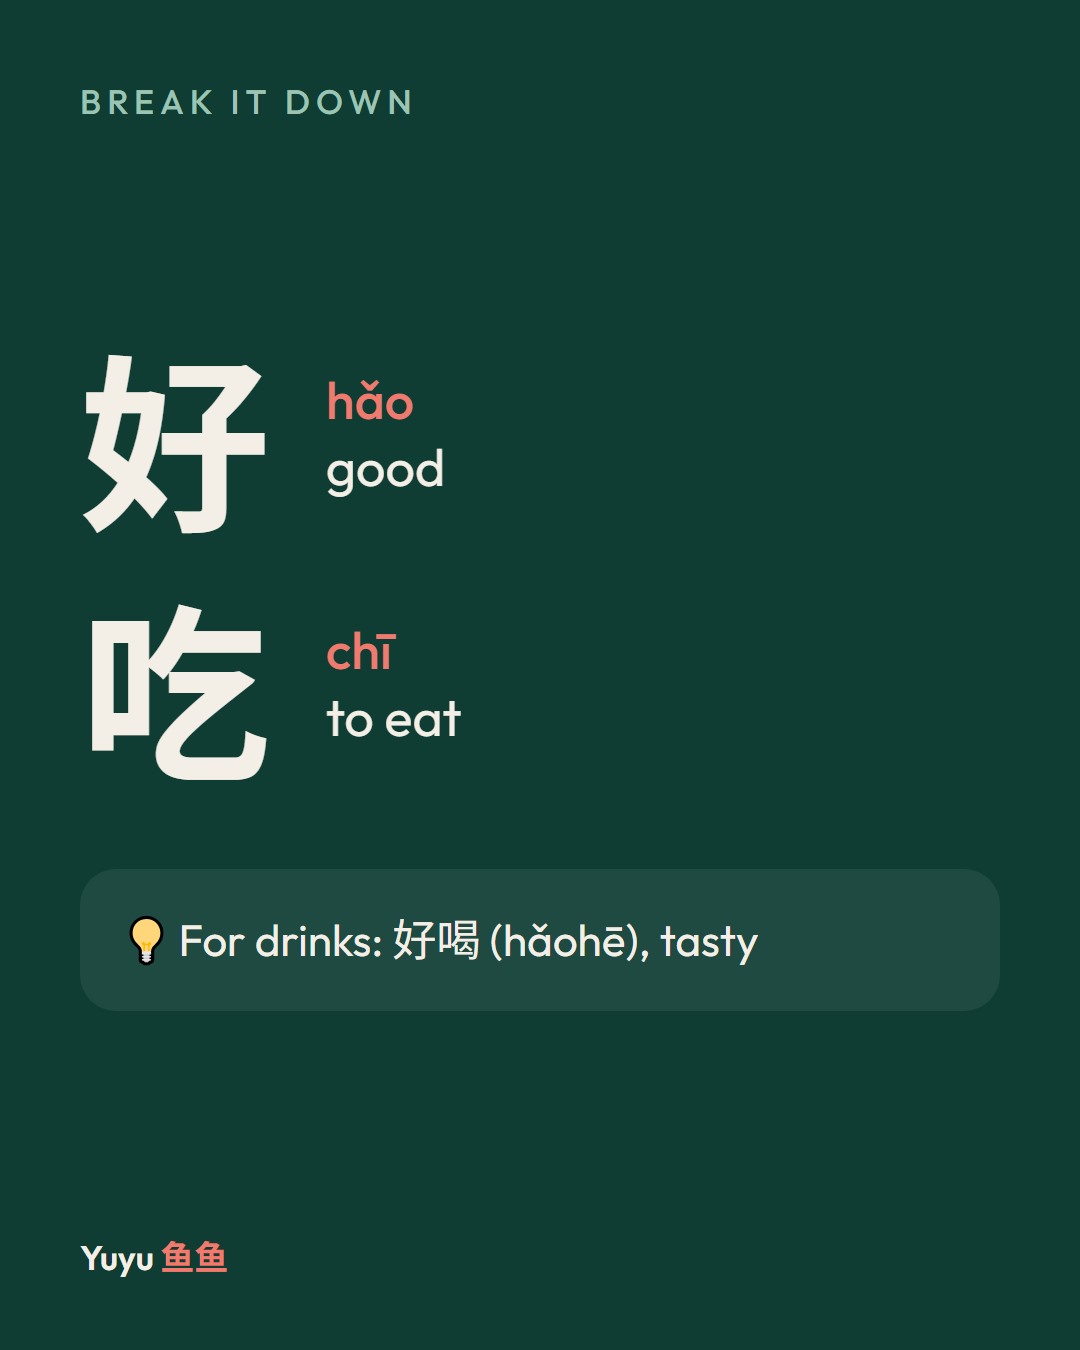 BREAK IT DOWN
好
hǎo
good
吃
chī
to eat
💡 For drinks: 好喝 (hǎohē), tasty
Yuyu 鱼鱼